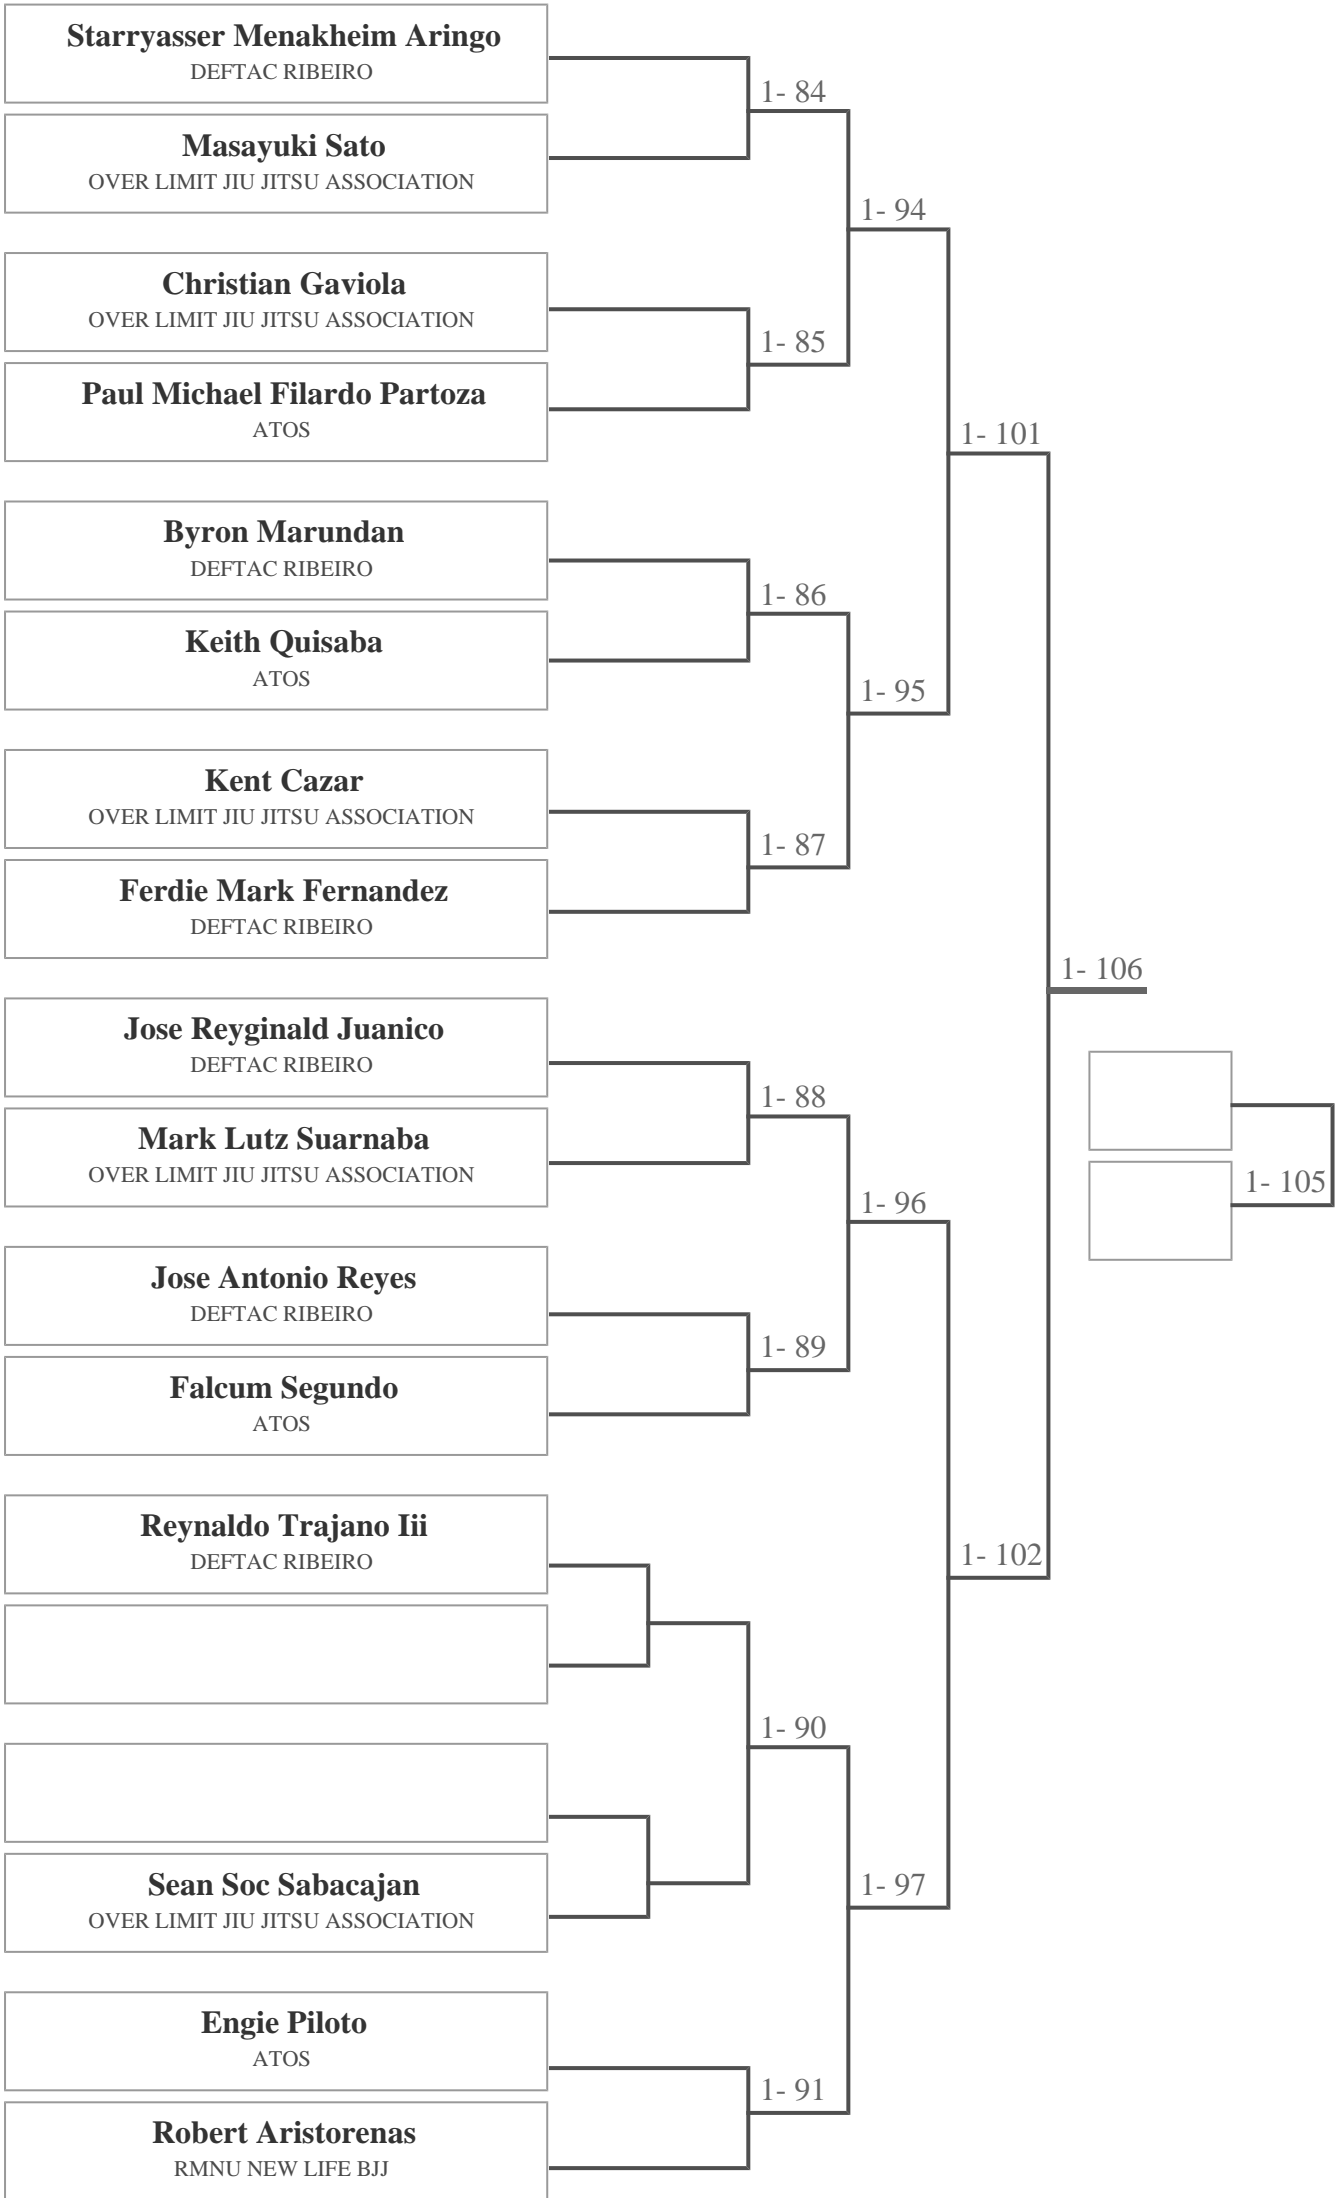 Starryasser Menakheim Aringo
DEFTAC RIBEIRO
1- 84
Masayuki Sato
OVER LIMIT JIU JITSU ASSOCIATION
1- 94
Christian Gaviola
OVER LIMIT JIU JITSU ASSOCIATION
1- 85
Paul Michael Filardo Partoza
ATOS
1- 101
Byron Marundan
DEFTAC RIBEIRO
1- 86
Keith Quisaba
ATOS
1- 95
Kent Cazar
OVER LIMIT JIU JITSU ASSOCIATION
1- 87
Ferdie Mark Fernandez
DEFTAC RIBEIRO
1- 106
Jose Reyginald Juanico
DEFTAC RIBEIRO
1- 88
Mark Lutz Suarnaba
OVER LIMIT JIU JITSU ASSOCIATION
1- 105
1- 96
Jose Antonio Reyes
DEFTAC RIBEIRO
1- 89
Falcum Segundo
ATOS
Reynaldo Trajano Iii
DEFTAC RIBEIRO
1- 102
1- 90
Sean Soc Sabacajan
OVER LIMIT JIU JITSU ASSOCIATION
1- 97
Engie Piloto
ATOS
1- 91
Robert Aristorenas
RMNU NEW LIFE BJJ